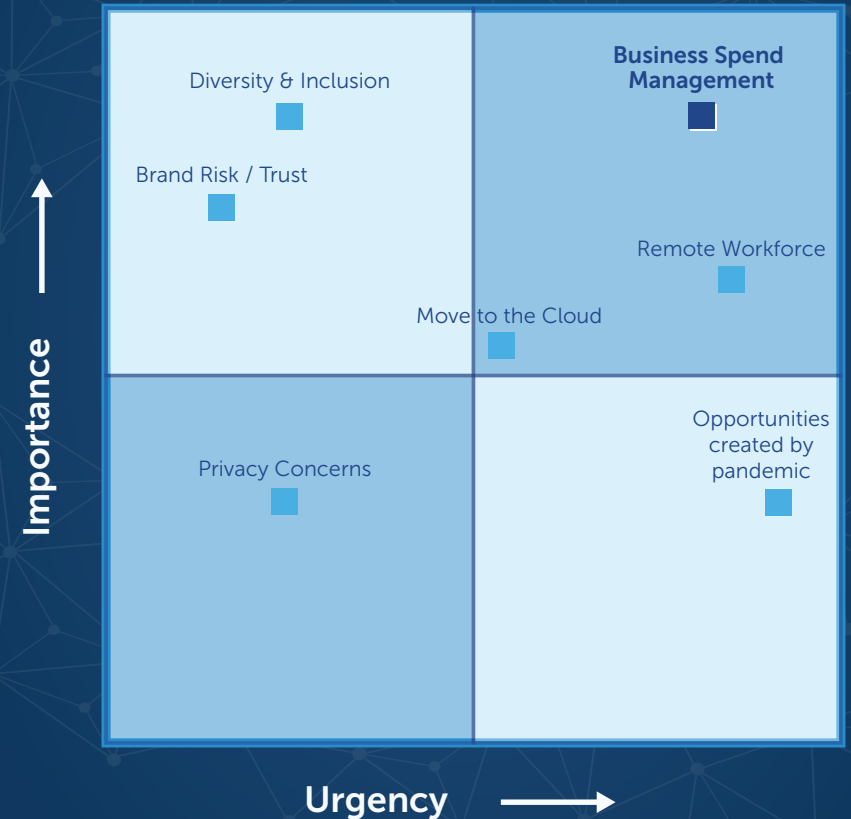 Business Spend
Management
Diversity & Inclusion
Brand Risk / Trust
Remote Workforce
Move to the Cloud
Opportunities
created by
pandemic
Privacy Concerns
Importance
Urgency